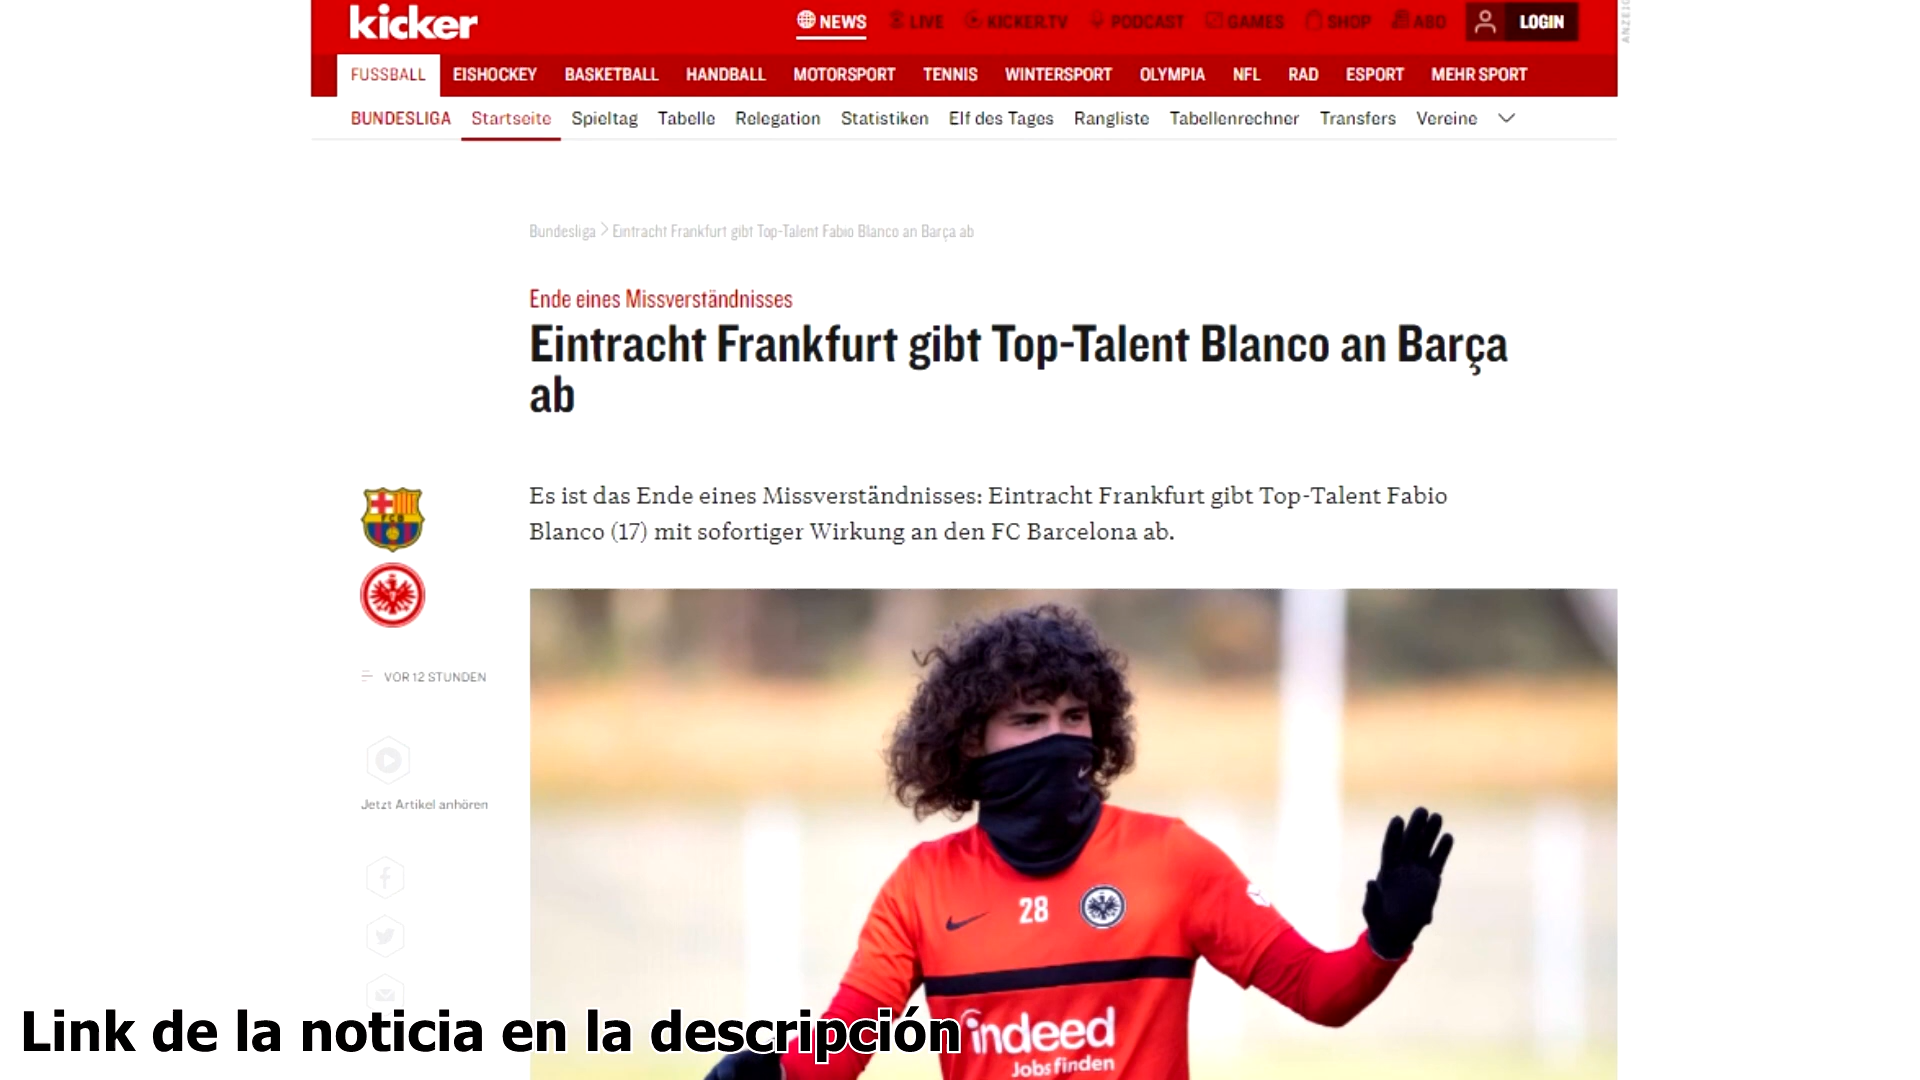 kicker
NEWS LIVE KICKER.TV PODCAST GAMES SHOP ABO LOGIN
FUSSBALL EISHOCKEY BASKETBALL HANDBALL MOTORSPORT TENNIS WINTERSPORT OLYMPIA NFL RAD ESPORT MEHR SPORT
BUNDESLIGA Startseite Spieltag Tabelle Relegation Statistiken Elf des Tages Rangliste Tabellenrechner Transfers Vereine
Bundesliga > Eintracht Frankfurt gibt Top-Talent Fabio Blanco an Barça ab
Ende eines Missverständnisses
Eintracht Frankfurt gibt Top-Talent Blanco an Barça
ab
Es ist das Ende eines Missverständnisses: Eintracht Frankfurt gibt Top-Talent Fabio
Blanco (17) mit sofortiger Wirkung an den FC Barcelona ab.
FCB
VOR 12 STUNDEN
Jetzt Artikel anhören
28
indeed
Jobs finden
Link de la noticia en la descripción